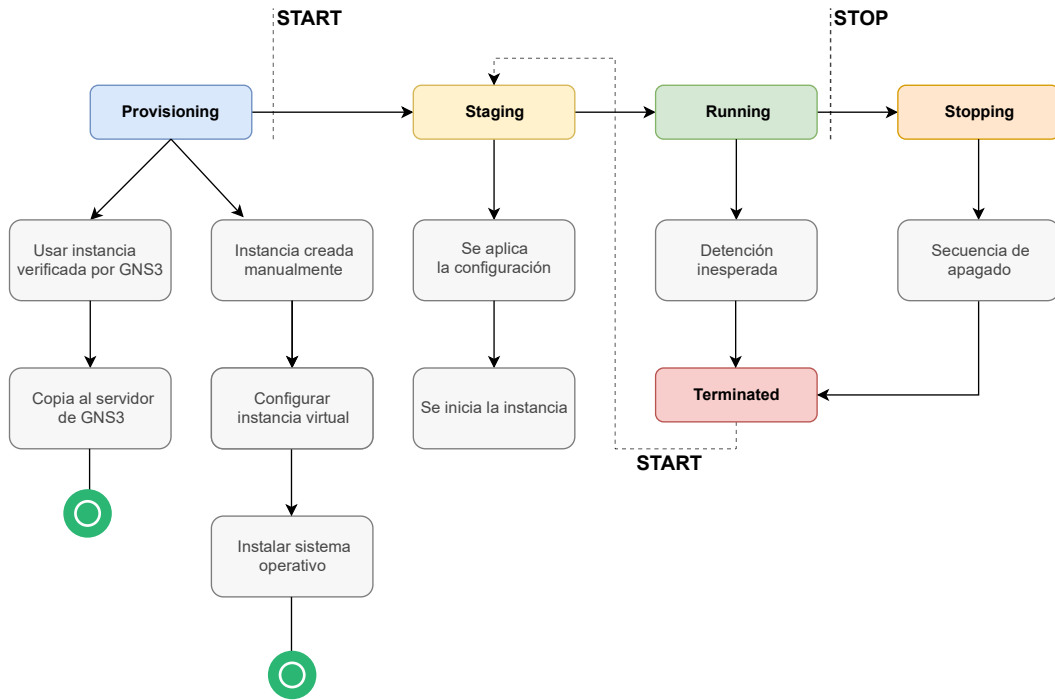 START
STOP
Provisioning
Staging
Running
Stopping
Usar instancia
verificada por GNS3
Instancia creada
manualmente
Se aplica
la configuración
Detención
inesperada
Secuencia de
apagado
Copia al servidor
de GNS3
Configurar
instancia virtual
Se inicia la instancia
Terminated
START
Instalar sistema
operativo